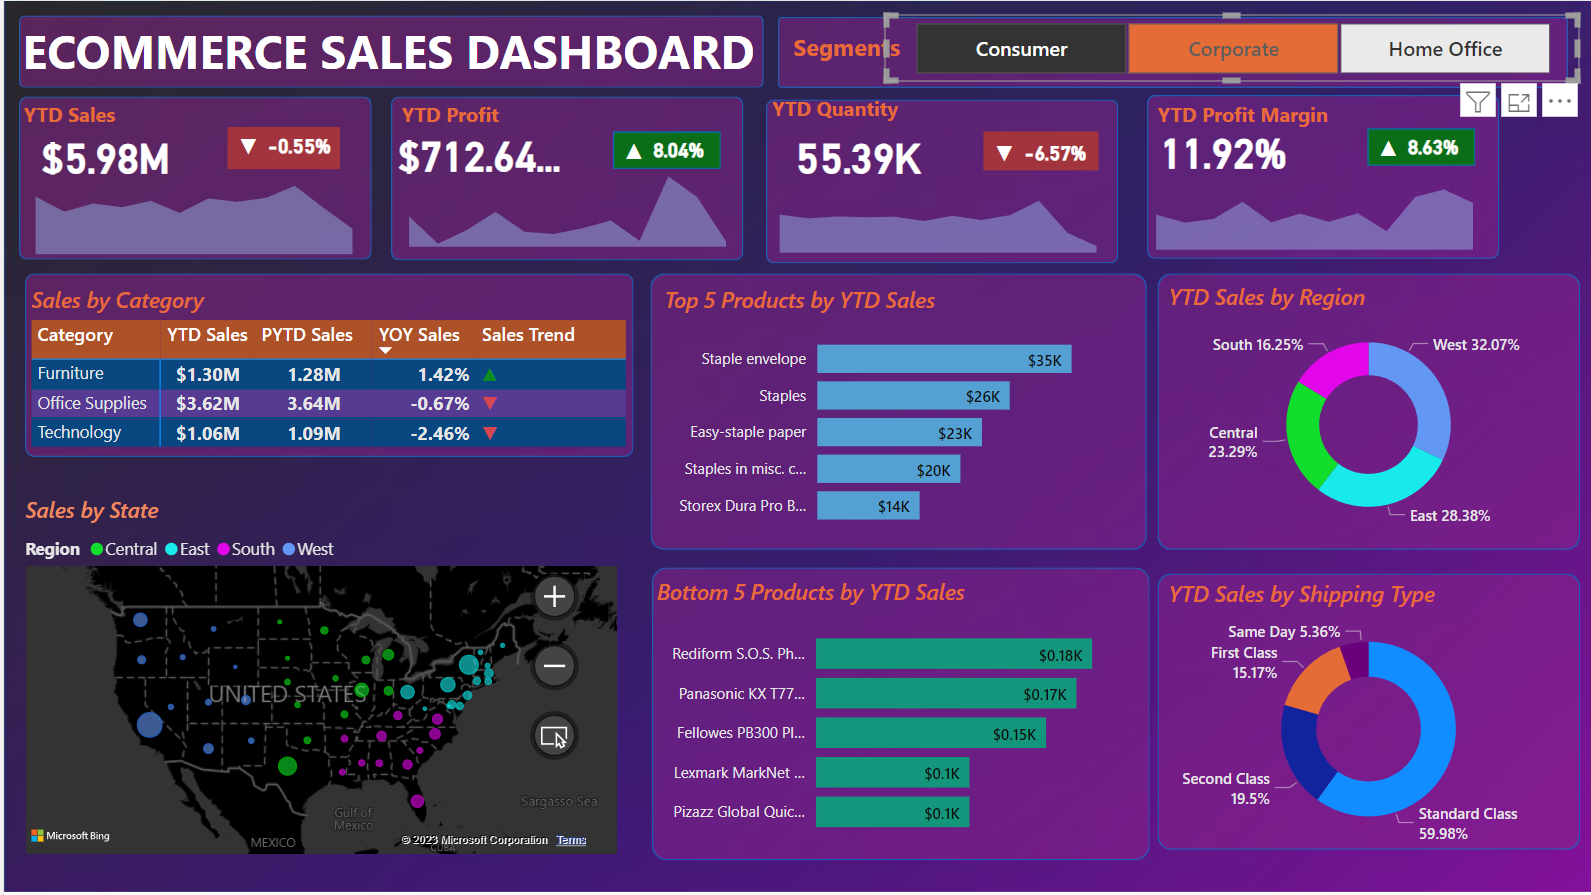 ECOMMERCE SALES DASHBOARD
Segments
Consumer
Corporate
Home Office
YTD Sales
$5.98M
▼ -0.55%
YTD Profit
$712.64...
▲ 8.04%
YTD Quantity
55.39K
▼ -6.57%
YTD Profit Margin
11.92%
▲ 8.63%
Sales by Category
Category YTD Sales PYTD Sales YOY Sales Sales Trend
Furniture $1.30M 1.28M 1.42% ▲
Office Supplies $3.62M 3.64M -0.67% ▼
Technology $1.06M 1.09M -2.46% ▼
Top 5 Products by YTD Sales
Staple envelope $35K
Staples $26K
Easy-staple paper $23K
Staples in misc. c... $20K
Storex Dura Pro B... $14K
YTD Sales by Region
South 16.25%
West 32.07%
Central
23.29%
East 28.38%
Sales by State
Region Central East South West
UNITED STATES
Gulf of
Mexico
Sargasso Sea
MEXICO
CUBA
Microsoft Bing
© 2023 Microsoft Corporation Terms
Bottom 5 Products by YTD Sales
Rediform S.O.S. Ph... $0.18K
Panasonic KX T77... $0.17K
Fellowes PB300 Pl... $0.15K
Lexmark MarkNet ... $0.1K
Pizazz Global Quic... $0.1K
YTD Sales by Shipping Type
Same Day 5.36%
First Class
15.17%
Second Class
19.5%
Standard Class
59.98%